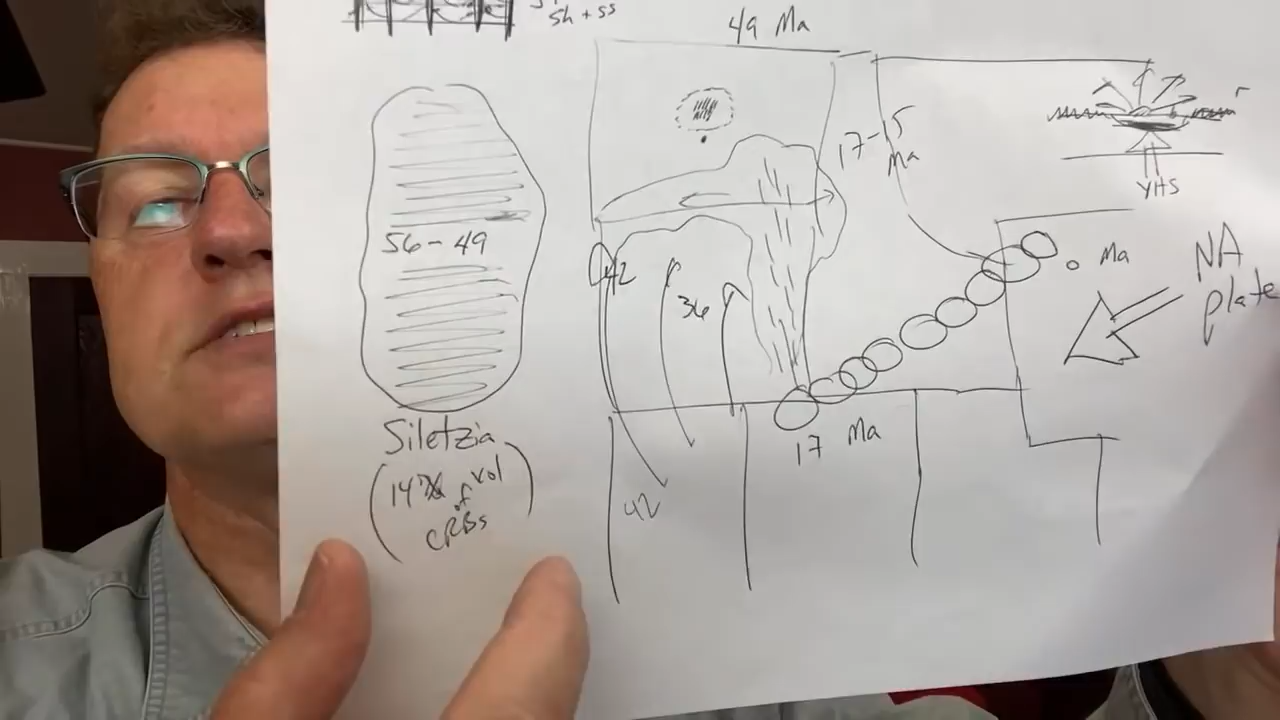 sh + ss
49 Ma
17-15
Ma
YHS
56-49
42
36
Ma
NA
plate
Siletzia
(14% vol
of
CRBs)
17 Ma
42